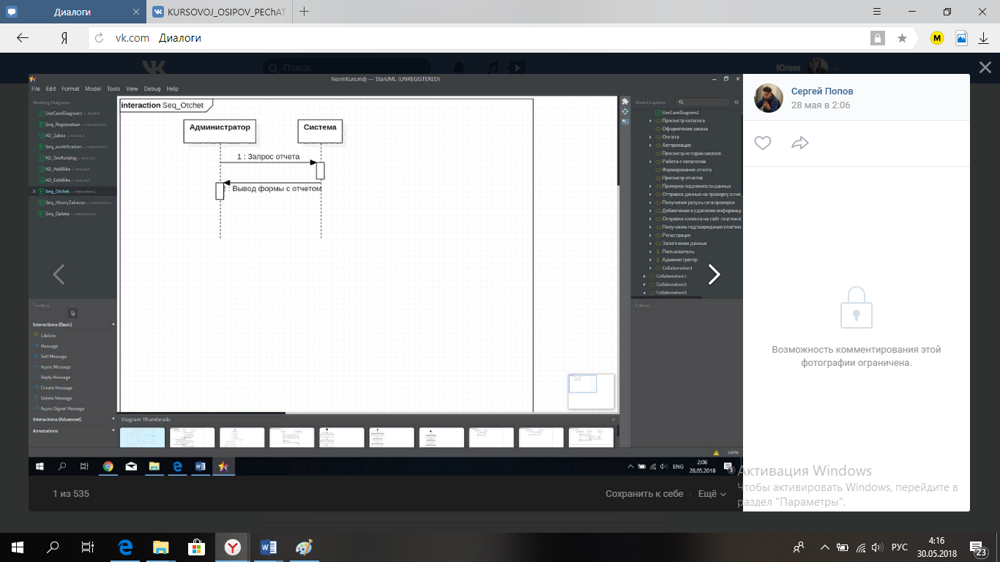 Диалоги
KURSOVOJ_OSIPOV_PEChAT
Я
vk.com Диалоги
M
Поиск
Юлия
NormKurs.mdj — StarUML (UNREGISTERED)
File Edit Format Model Tools View Debug Help
Working Diagrams
UseCaseDiagram1 — Model1
Seq_Registration — Interaction1
AD_Zakaz — Activity1
Seq_auntification — Interaction1
AD_SeeKatalog — Activity1
AD_AddBike — Activity1
AD_EditBike — Activity1
Seq_Otchet — Interaction1
Seq_HisoryZakazov — Interactions
Seq_Oplata — Interaction1
Toolbox
Interactions (Basic)
Lifeline
Message
Self Message
Async Message
Reply Message
Create Message
Delete Message
Async Signal Message
Interactions (Advanced)
Annotations
interaction Seq_Otchet
Администратор
Система
1 : Запрос отчета
: Вывод формы с отчетом
Diagram Thumbnails
Model Explorer
UseCaseDiagram1
Просмотр каталога
Оформление заказа
Оплата
Авторизация
Просмотр истории заказов
Работа с каталогом
Формирование отчета
Просмотр отчетов
Проверка подлинности данных
Отправка данных на проверку в сис
Получение результата проверки
Добавление и удаление информаци
Отправка клиента на сайт платежно
Получение подтверждения платеж
Регистрация
Заполнение данных
Пользователь
Администратор
Collaboration1
Collaboration1
Collaboration2
Collaboration3
Editors
160%
ENG
2:06
28.05.2018
3
1 из 535
Сохранить к себе · Ещё
Сергей Попов
28 мая в 2:06
Возможность комментирования этой
фотографии ограничена.
Активация Windows
Чтобы активировать Windows, перейдите в
раздел "Параметры".
РУС
4:16
30.05.2018
23